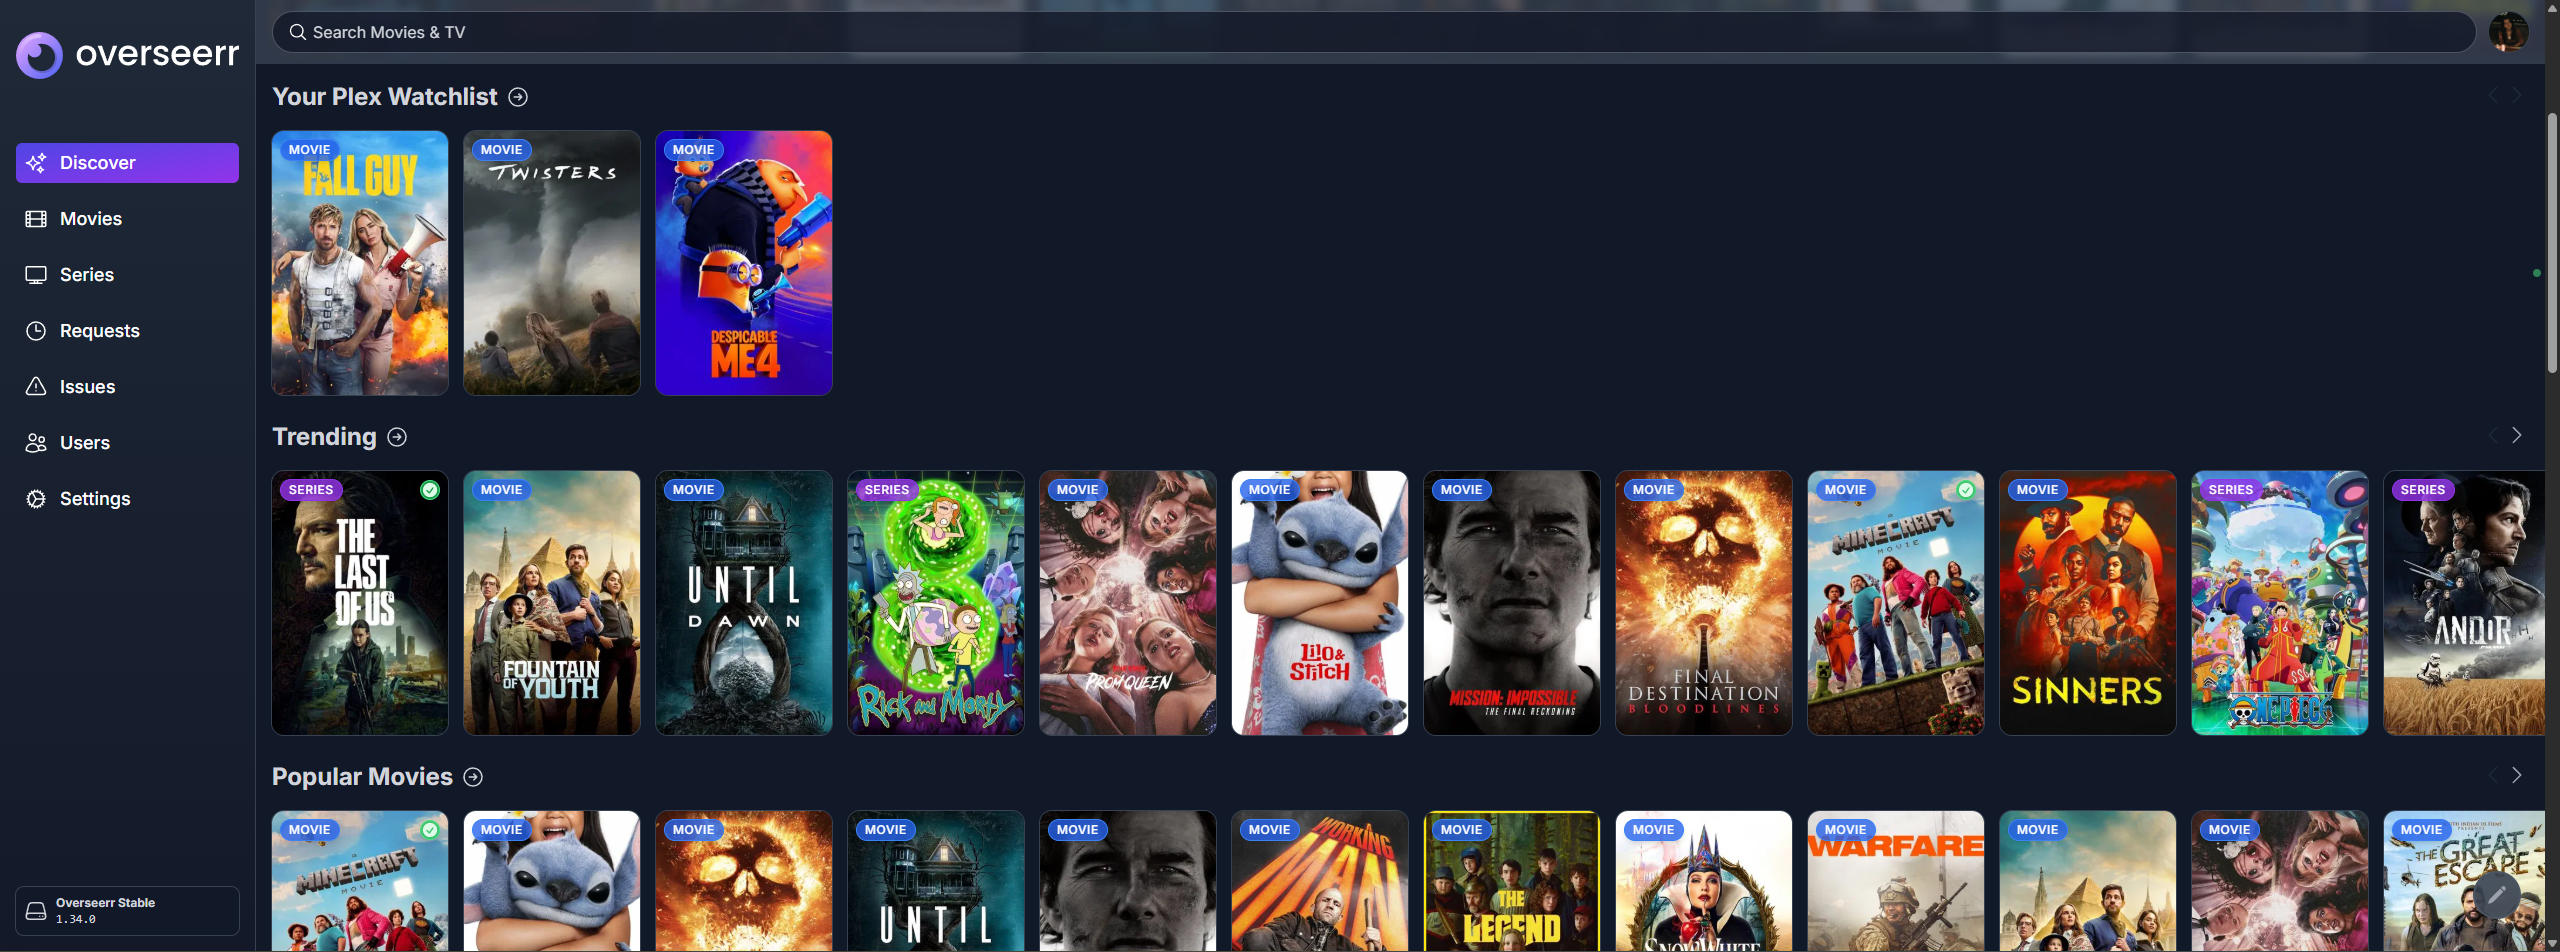 overseerr
Search Movies & TV
Discover
Movies
Series
Requests
Issues
Users
Settings
Overseerr Stable
1.34.0
Your Plex Watchlist
MOVIE
FALL GUY
MOVIE
TWISTERS
MOVIE
DESPICABLE
ME4
Trending
SERIES
THE
LAST
OF US
MOVIE
FOUNTAIN
OF YOUTH
MOVIE
UNTIL
DAWN
SERIES
Rick and Morty
MOVIE
PROM QUEEN
MOVIE
Lilo &
Stitch
MOVIE
MISSION: IMPOSSIBLE
THE FINAL RECKONING
MOVIE
FINAL
DESTINATION
BLOODLINES
MOVIE
MINECRAFT
MOVIE
MOVIE
SINNERS
SERIES
ONE PIECE
SERIES
ANDOR
Popular Movies
MOVIE
MINECRAFT
MOVIE
MOVIE
MOVIE
MOVIE
UNTIL
MOVIE
MOVIE
WORKING
MAN
MOVIE
THE
LEGEND
MOVIE
SNOW WHITE
MOVIE
WARFARE
MOVIE
MOVIE
MOVIE
THE GREAT
ESCAPE